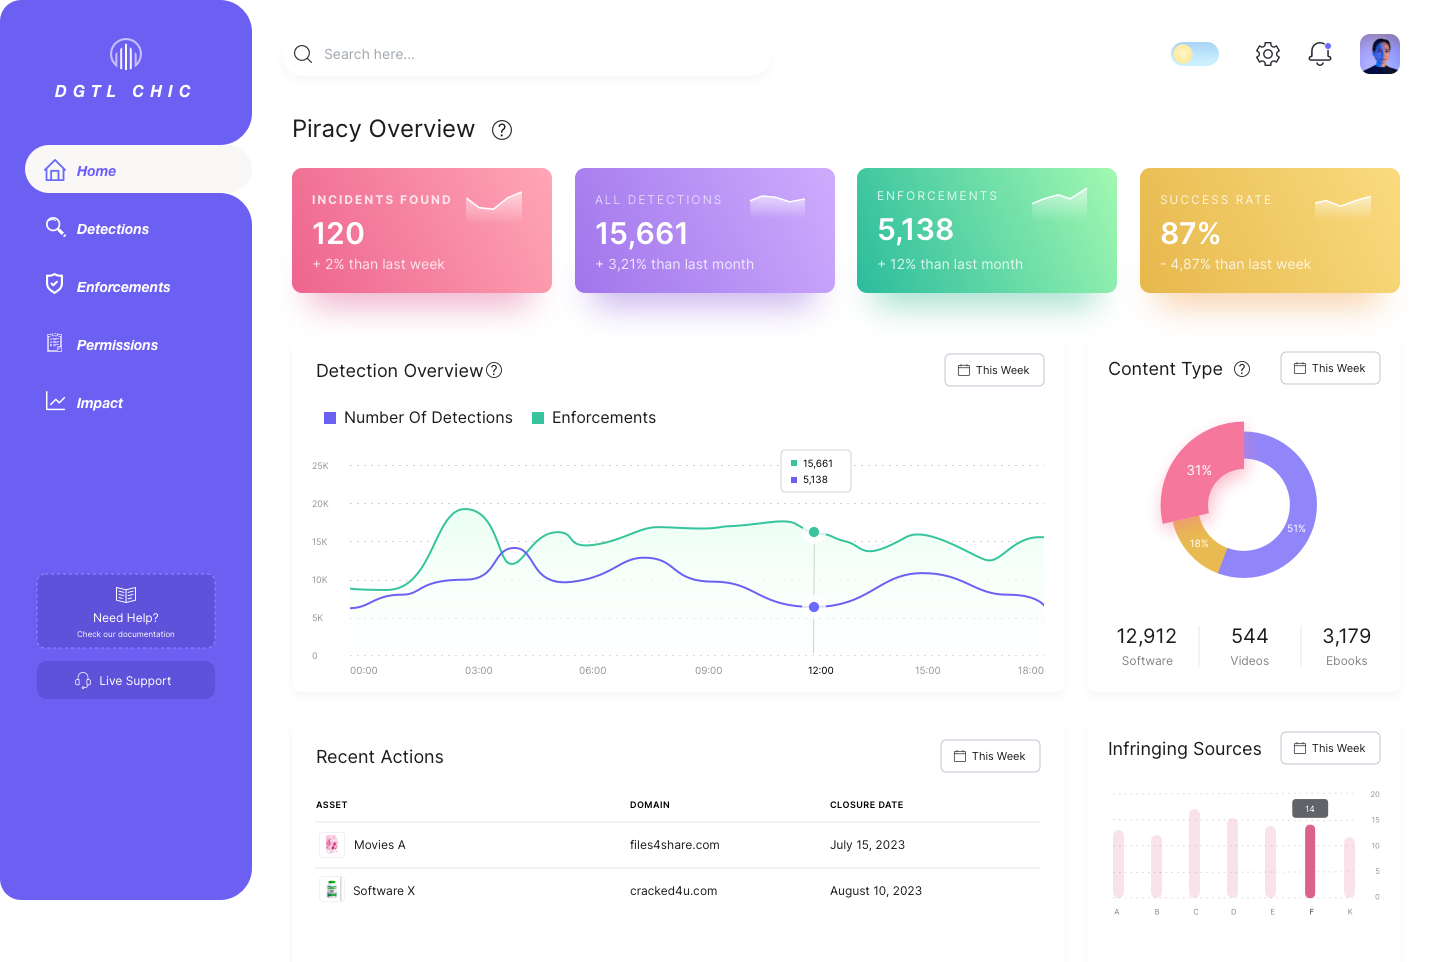 DGTL CHIC
Home
Detections
Enforcements
Permissions
Impact
Need Help?
Check our documentation
Live Support
Search here...
Piracy Overview ?
INCIDENTS FOUND
120
+ 2% than last week
ALL DETECTIONS
15,661
+ 3,21% than last month
ENFORCEMENTS
5,138
+ 12% than last month
SUCCESS RATE
87%
- 4,87% than last week
Detection Overview ?
This Week
Number Of Detections
Enforcements
25K
20K
15K
10K
5K
0
15,661
5,138
00:00 03:00 06:00 09:00 12:00 15:00 18:00
Content Type ?
This Week
31%
51%
18%
12,912 544 3,179
Software Videos Ebooks
Recent Actions
This Week
ASSET DOMAIN CLOSURE DATE
Movies A files4share.com July 15, 2023
Software X cracked4u.com August 10, 2023
Infringing Sources
This Week
20
15
10
5
0
14
A B C D E F K